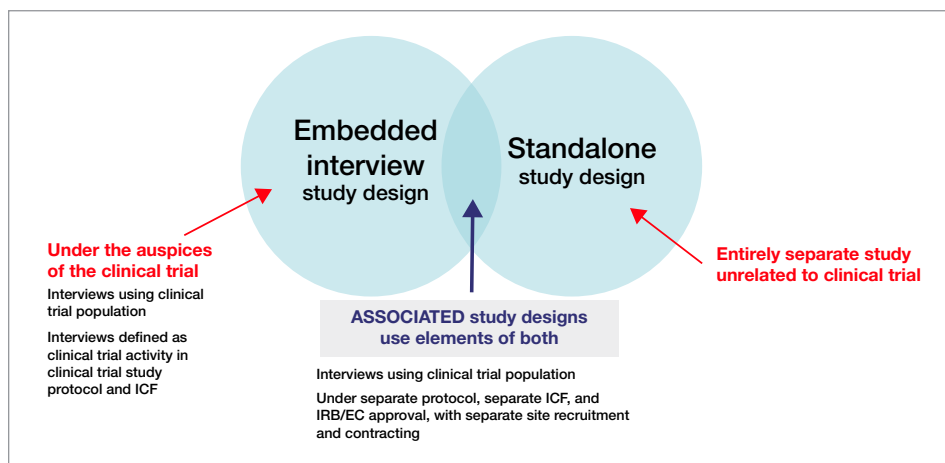 Embedded
interview
study design
Standalone
study design
Under the auspices
of the clinical trial
Interviews using clinical
trial population
Interviews defined as
clinical trial activity in
clinical trial study
protocol and ICF
ASSOCIATED study designs
use elements of both
Interviews using clinical trial population
Under separate protocol, separate ICF, and
IRB/EC approval, with separate site recruitment
and contracting
Entirely separate study
unrelated to clinical trial